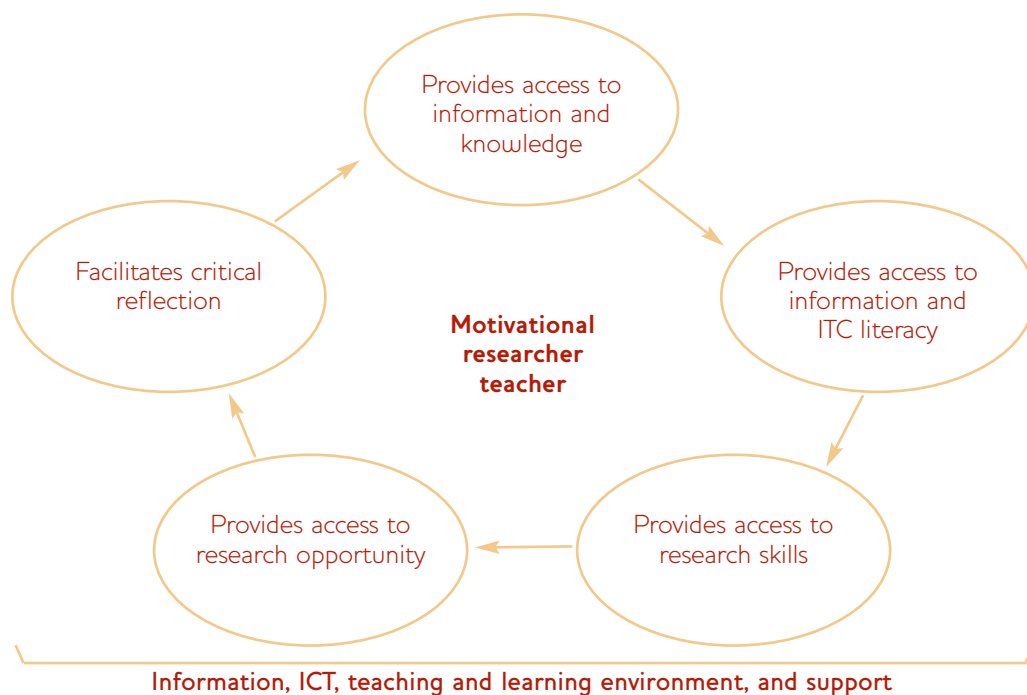 Provides access to
information and
knowledge
Provides access to
information and
ITC literacy
Provides access to
research skills
Provides access to
research opportunity
Facilitates critical
reflection
Motivational
researcher
teacher
Information, ICT, teaching and learning environment, and support